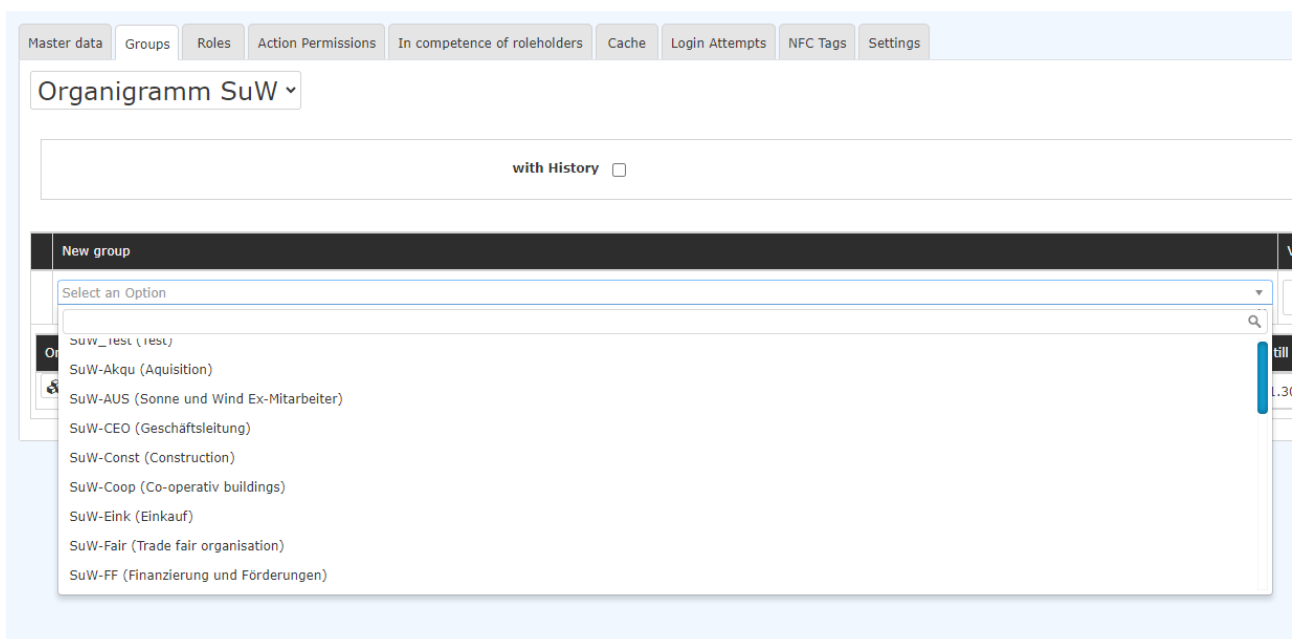 Master data Groups Roles Action Permissions In competence of roleholders Cache Login Attempts NFC Tags Settings
Organigramm SuW
with History
New group
Select an Option
SuW_Test (Test)
SuW-Akqu (Aquisition)
SuW-AUS (Sonne und Wind Ex-Mitarbeiter)
till
SuW-CEO (Geschäftsleitung)
SuW-Const (Construction)
SuW-Coop (Co-operativ buildings)
SuW-Eink (Einkauf)
SuW-Fair (Trade fair organisation)
SuW-FF (Finanzierung und Förderungen)